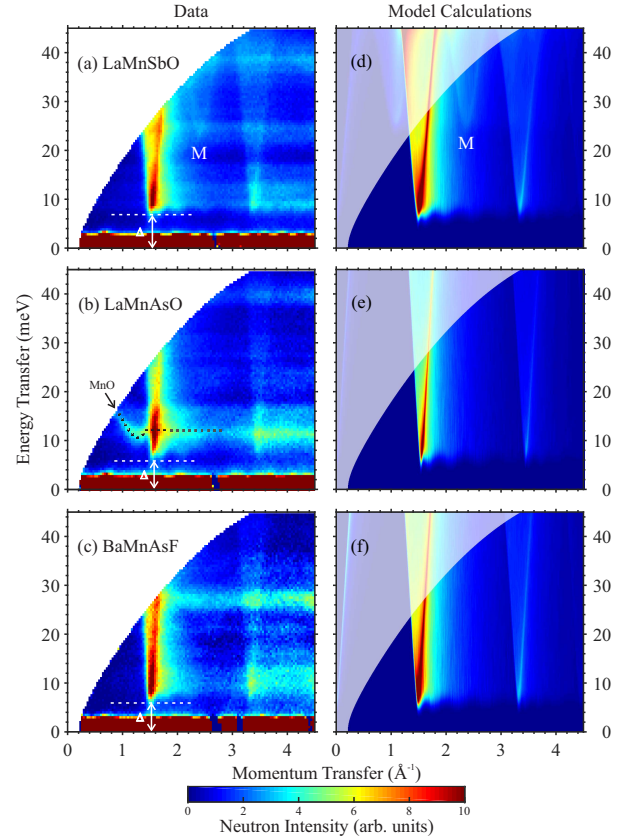 Data
Model Calculations
(a) LaMnSbO
M
Δ
40
30
20
10
0
(d)
M
40
30
20
10
0
Energy Transfer (meV)
(b) LaMnAsO
MnO
Δ
40
30
20
10
0
(e)
40
30
20
10
0
(c) BaMnAsF
Δ
40
30
20
10
0
(f)
40
30
20
10
0
0 1 2 3 4
0 1 2 3 4
Momentum Transfer (Å⁻¹)
0 2 4 6 8 10
Neutron Intensity (arb. units)